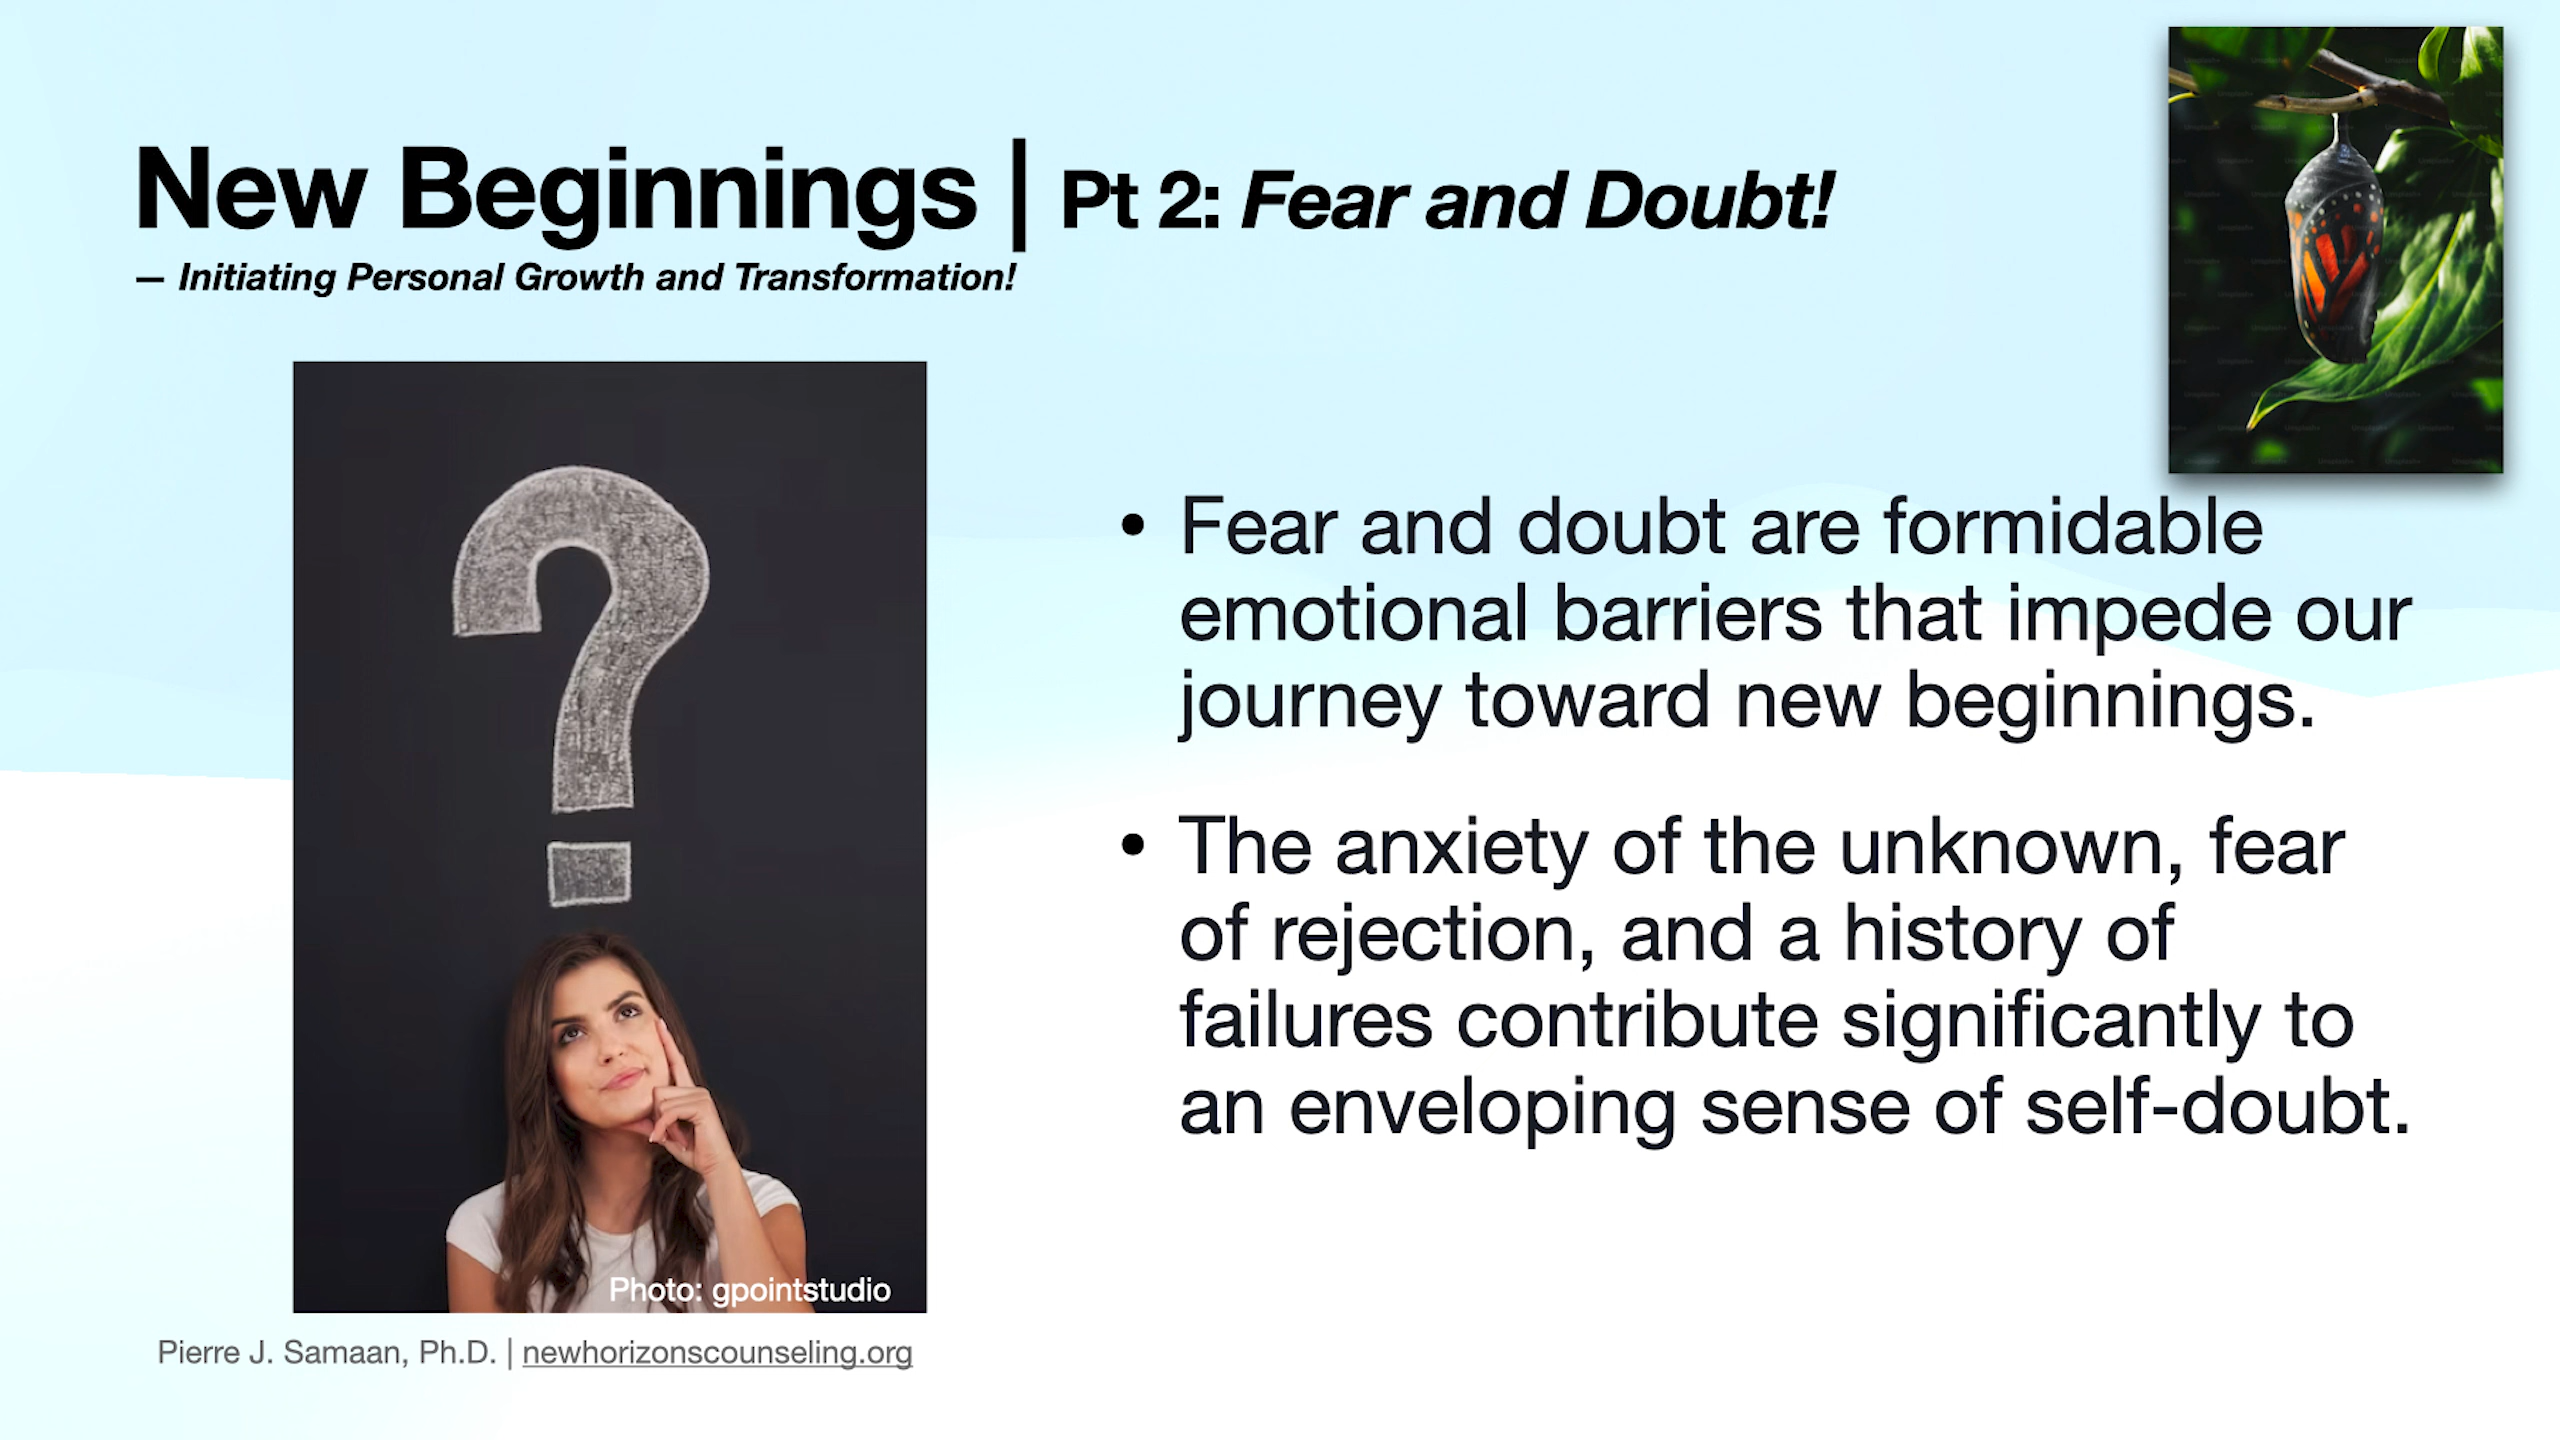 New Beginnings | Pt 2: Fear and Doubt!
– Initiating Personal Growth and Transformation!
• Fear and doubt are formidable
emotional barriers that impede our
journey toward new beginnings.
• The anxiety of the unknown, fear
of rejection, and a history of
failures contribute significantly to
an enveloping sense of self-doubt.
?
Photo: gpointstudio
Pierre J. Samaan, Ph.D. | newhorizonscounseling.org